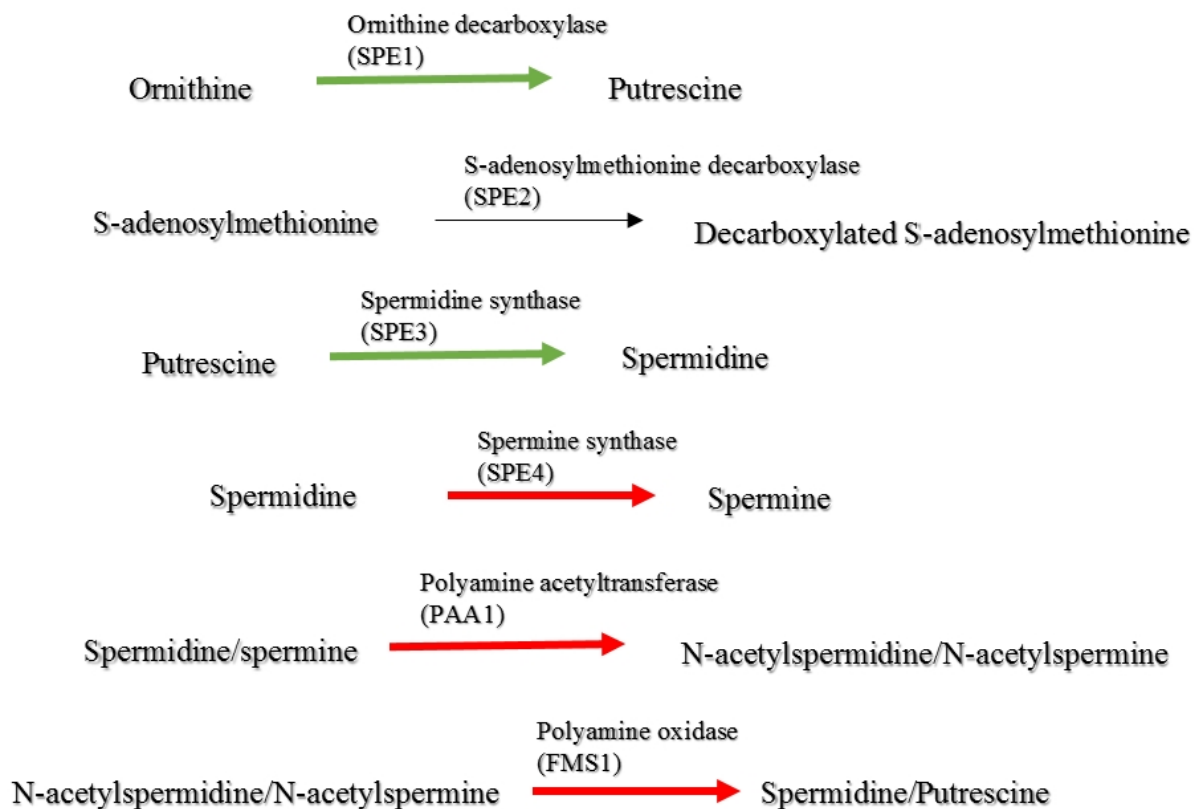 Ornithine decarboxylase
(SPE1)
Ornithine
Putrescine
S-adenosylmethionine decarboxylase
(SPE2)
S-adenosylmethionine
Decarboxylated S-adenosylmethionine
Spermidine synthase
(SPE3)
Putrescine
Spermidine
Spermine synthase
(SPE4)
Spermidine
Spermine
Polyamine acetyltransferase
(PAA1)
Spermidine/spermine
N-acetylspermidine/N-acetylspermine
Polyamine oxidase
(FMS1)
N-acetylspermidine/N-acetylspermine
Spermidine/Putrescine